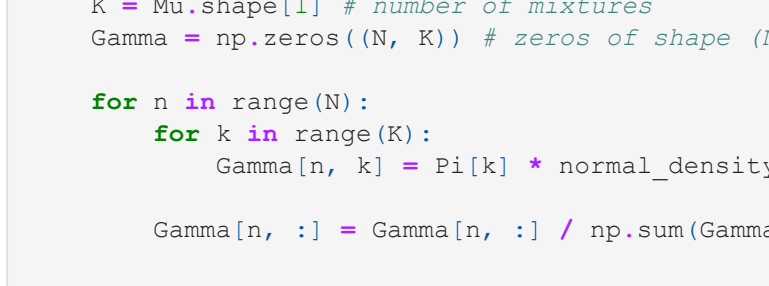 K = Mu.shape[1] # number of mixtures
Gamma = np.zeros((N, K)) # zeros of shape (N
for n in range(N):
for k in range(K):
Gamma[n, k] = Pi[k] * normal_density
Gamma[n, :] = Gamma[n, :] / np.sum(Gamma